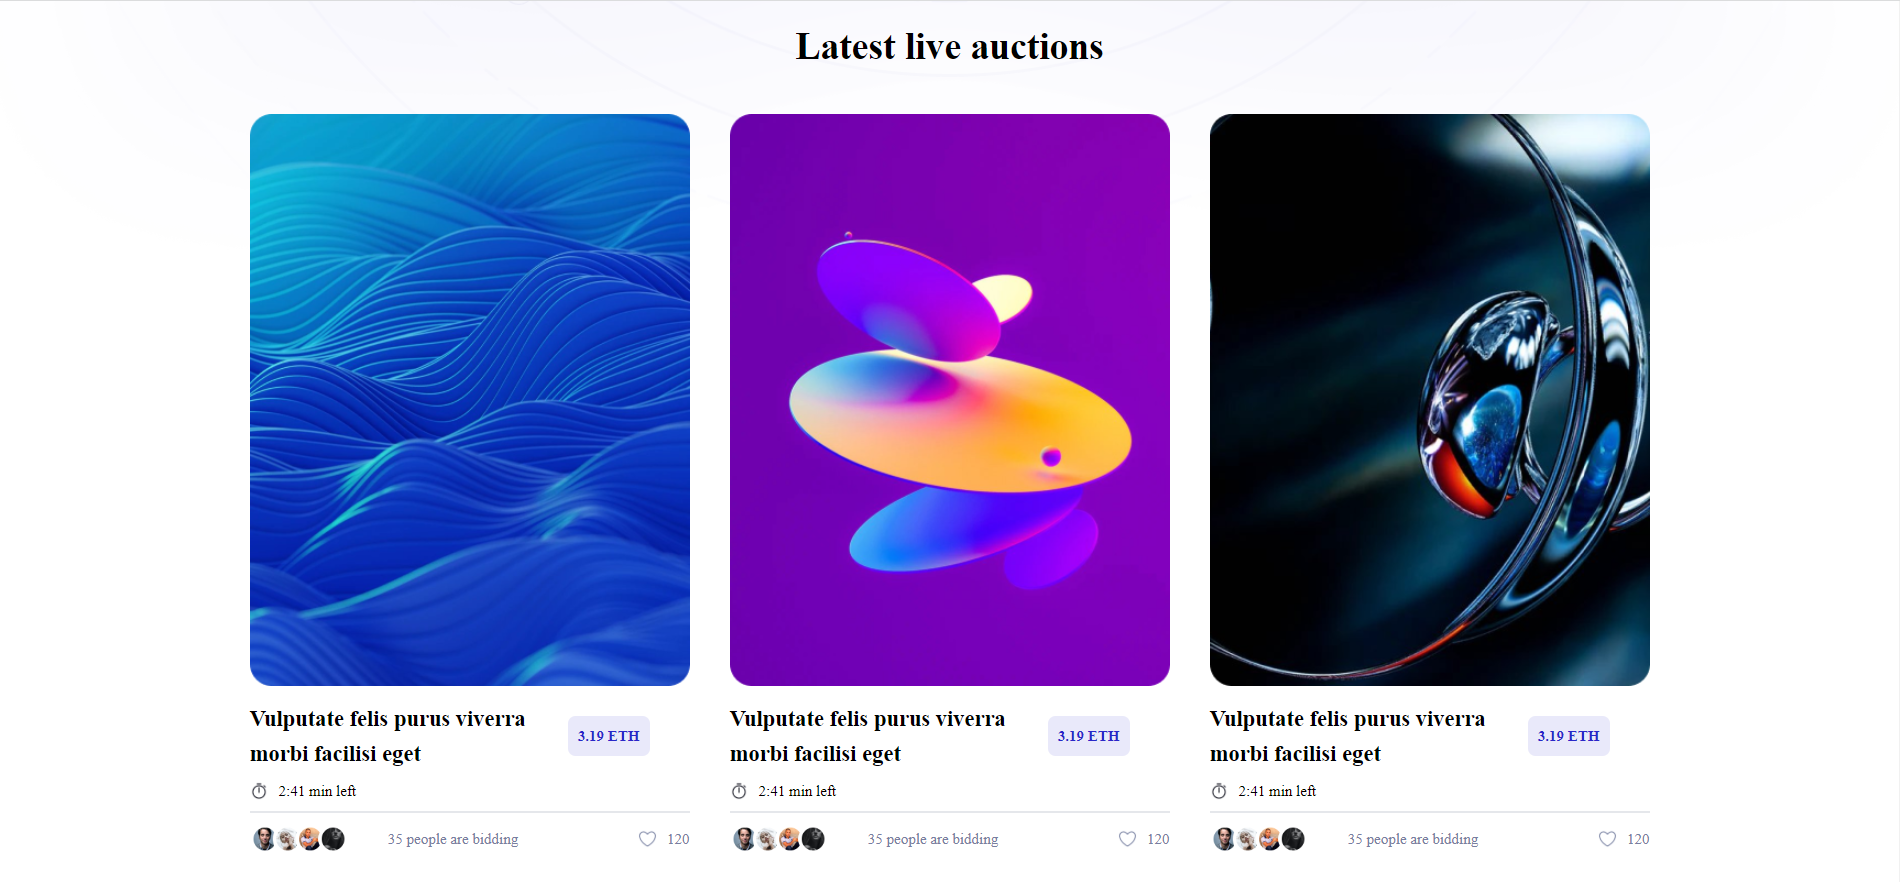 Latest live auctions
Vulputate felis purus viverra
morbi facilisi eget
3.19 ETH
2:41 min left
35 people are bidding
120
Vulputate felis purus viverra
morbi facilisi eget
3.19 ETH
2:41 min left
35 people are bidding
120
Vulputate felis purus viverra
morbi facilisi eget
3.19 ETH
2:41 min left
35 people are bidding
120